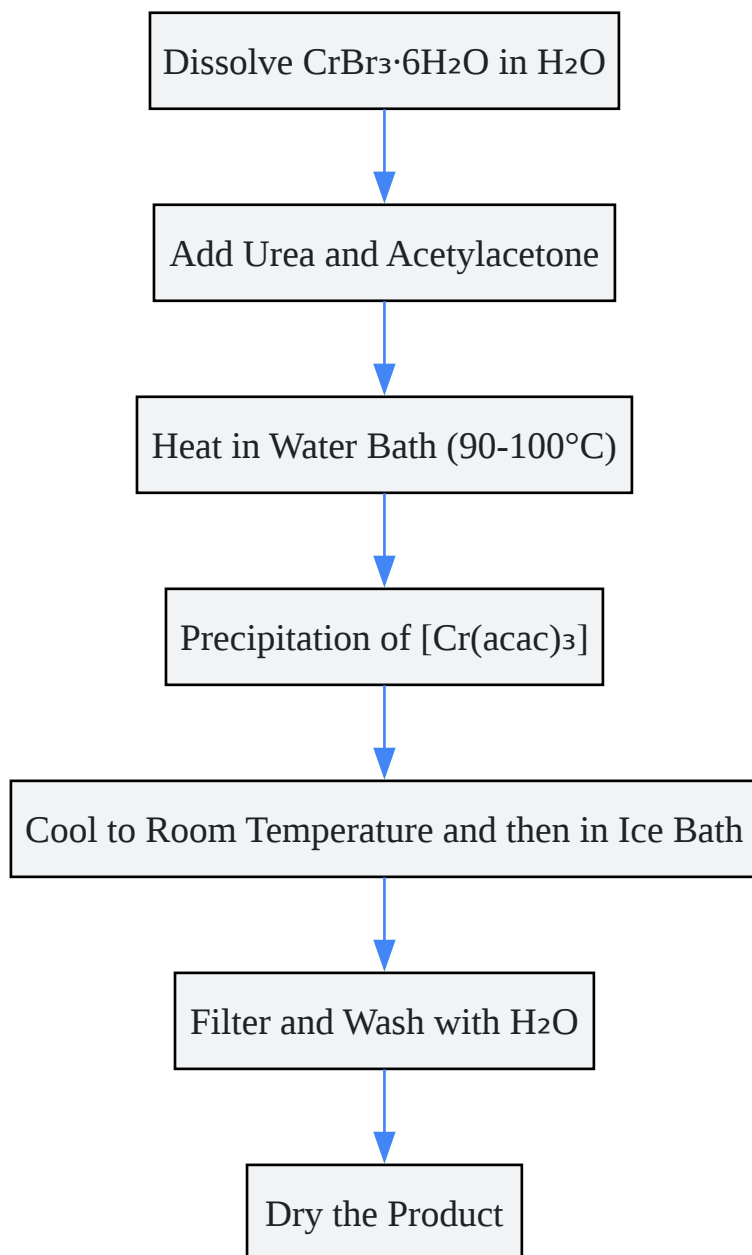 Dissolve CrBr₃·6H₂O in H₂O
Add Urea and Acetylacetone
Heat in Water Bath (90-100°C)
Precipitation of [Cr(acac)₃]
Cool to Room Temperature and then in Ice Bath
Filter and Wash with H₂O
Dry the Product